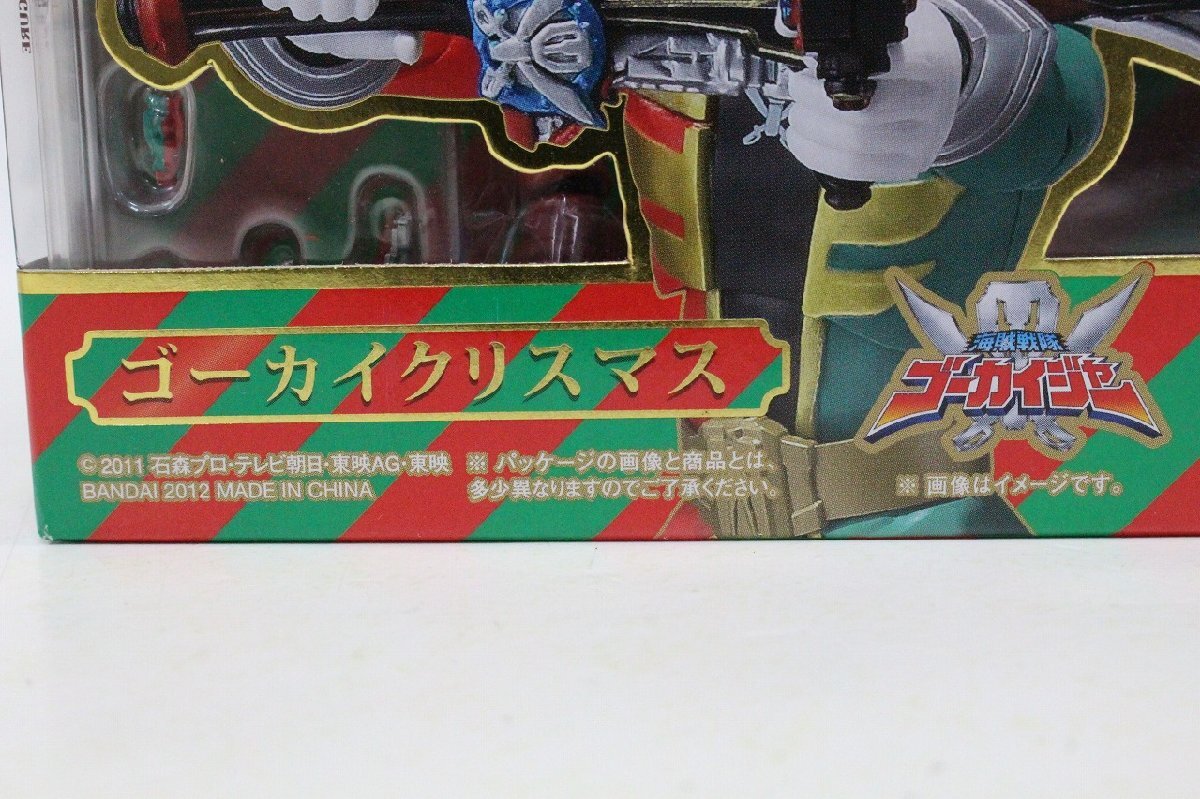 CURE
海賊戦隊
ゴーカイジャー
ゴーカイクリスマス
©2011 石森プロ・テレビ朝日・東映AG・東映
BANDAI 2012 MADE IN CHINA
※ パッケージの画像と商品とは、
多少異なりますのでご了承ください。
※ 画像はイメージです。